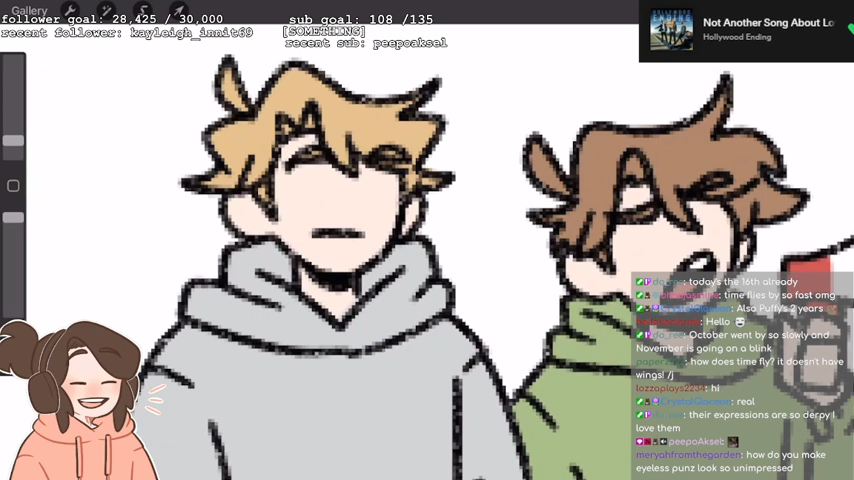 Gallery
follower goal: 28,425 / 30,000
sub goal: 108 /135
recent follower: kayleigh_innit69
[SOMETHING]
recent sub: peepoaksel
Not Another Song About Lo
Hollywood Ending
: today's the 16th already
: time flies by so fast omg
CrystalGiornoe: Also Puffy's 2 years
: Hello
: October went by so slowly and
November is going on a blink
: how does time fly? it doesn't have
wings! /j
lozzaplays2234: hi
: real
: their expressions are so derpy I
love them
peepoAksel:
meryahfromthegarden: how do you make
eyeless punz look so unimpressed